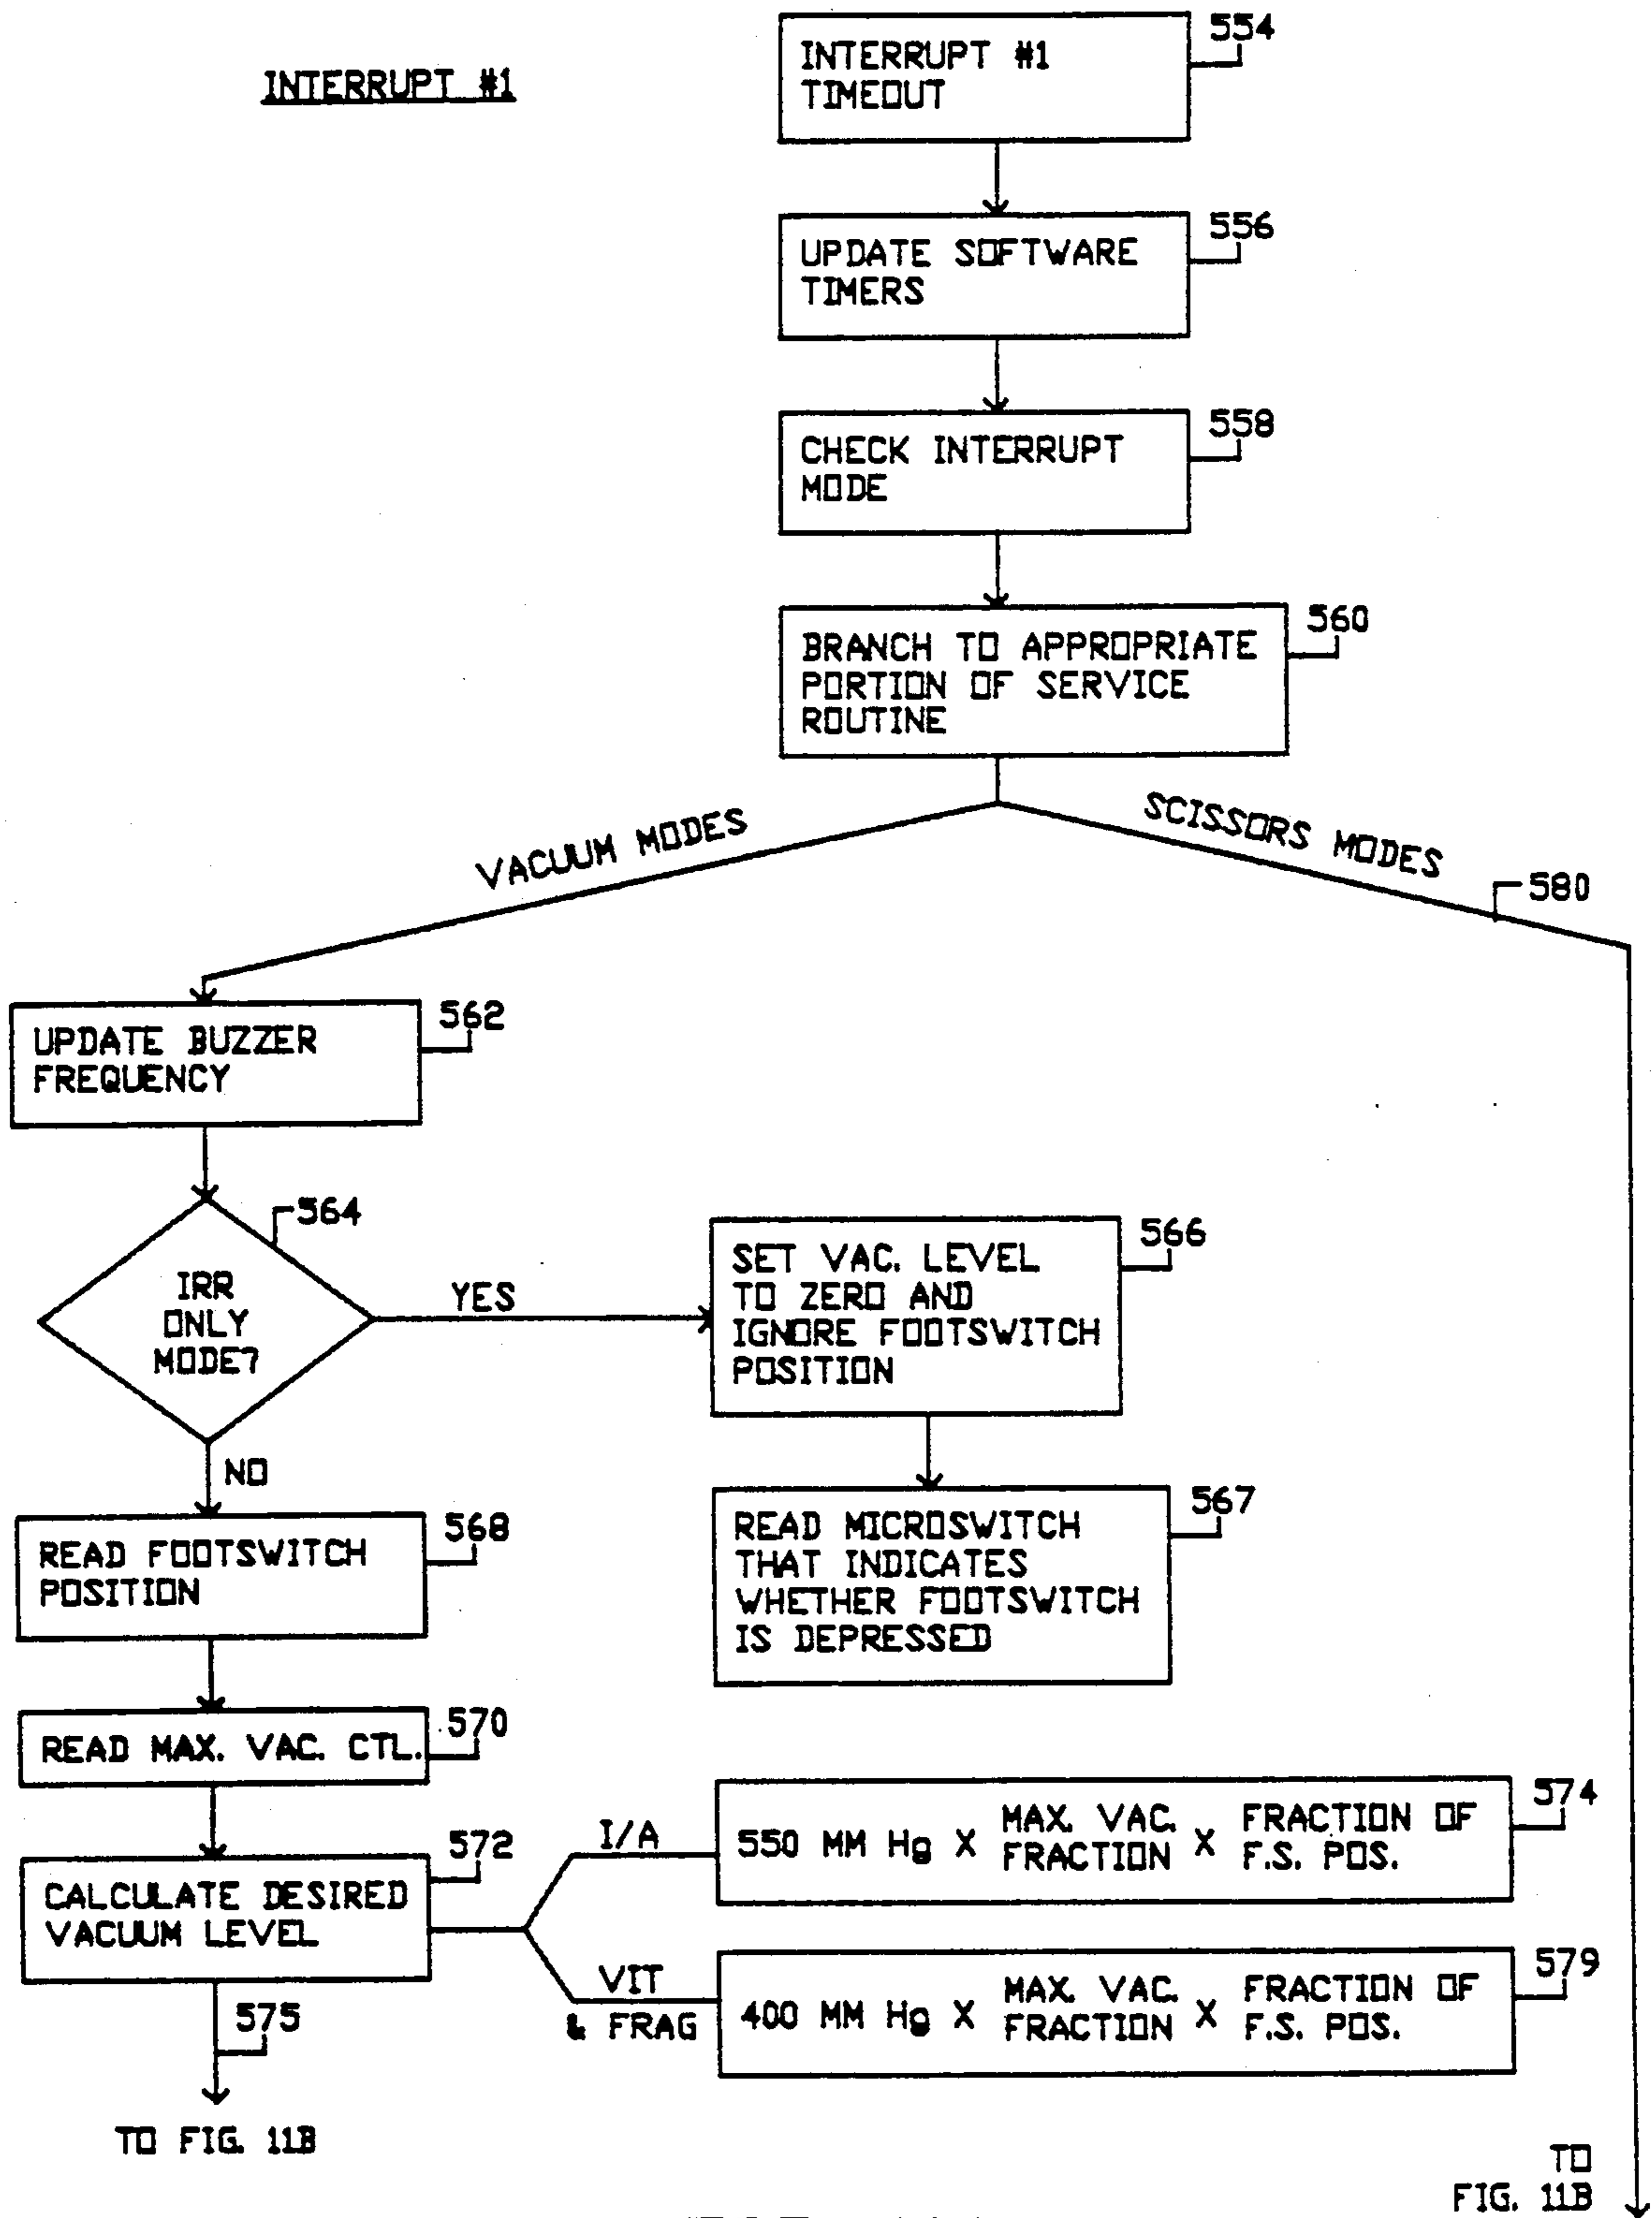 INTERRUPT #1
554
INTERRUPT #1
TIMEOUT
556
UPDATE SOFTWARE
TIMERS
558
CHECK INTERRUPT
MODE
560
BRANCH TO APPROPRIATE
PORTION OF SERVICE
ROUTINE
VACUUM MODES
SCISSORS MODES
580
562
UPDATE BUZZER
FREQUENCY
564
IRR
ONLY
MODE?
YES
566
SET VAC. LEVEL
TO ZERO AND
IGNORE FOOTSWITCH
POSITION
NO
567
READ MICROSWITCH
THAT INDICATES
WHETHER FOOTSWITCH
IS DEPRESSED
568
READ FOOTSWITCH
POSITION
570
READ MAX. VAC. CTL.
572
CALCULATE DESIRED
VACUUM LEVEL
I/A
574
550 MM Hg X MAX. VAC. FRACTION X FRACTION OF F.S. POS.
VIT
& FRAG
579
400 MM Hg X MAX. VAC. FRACTION X FRACTION OF F.S. POS.
575
TO FIG. 11B
TO
FIG. 11B